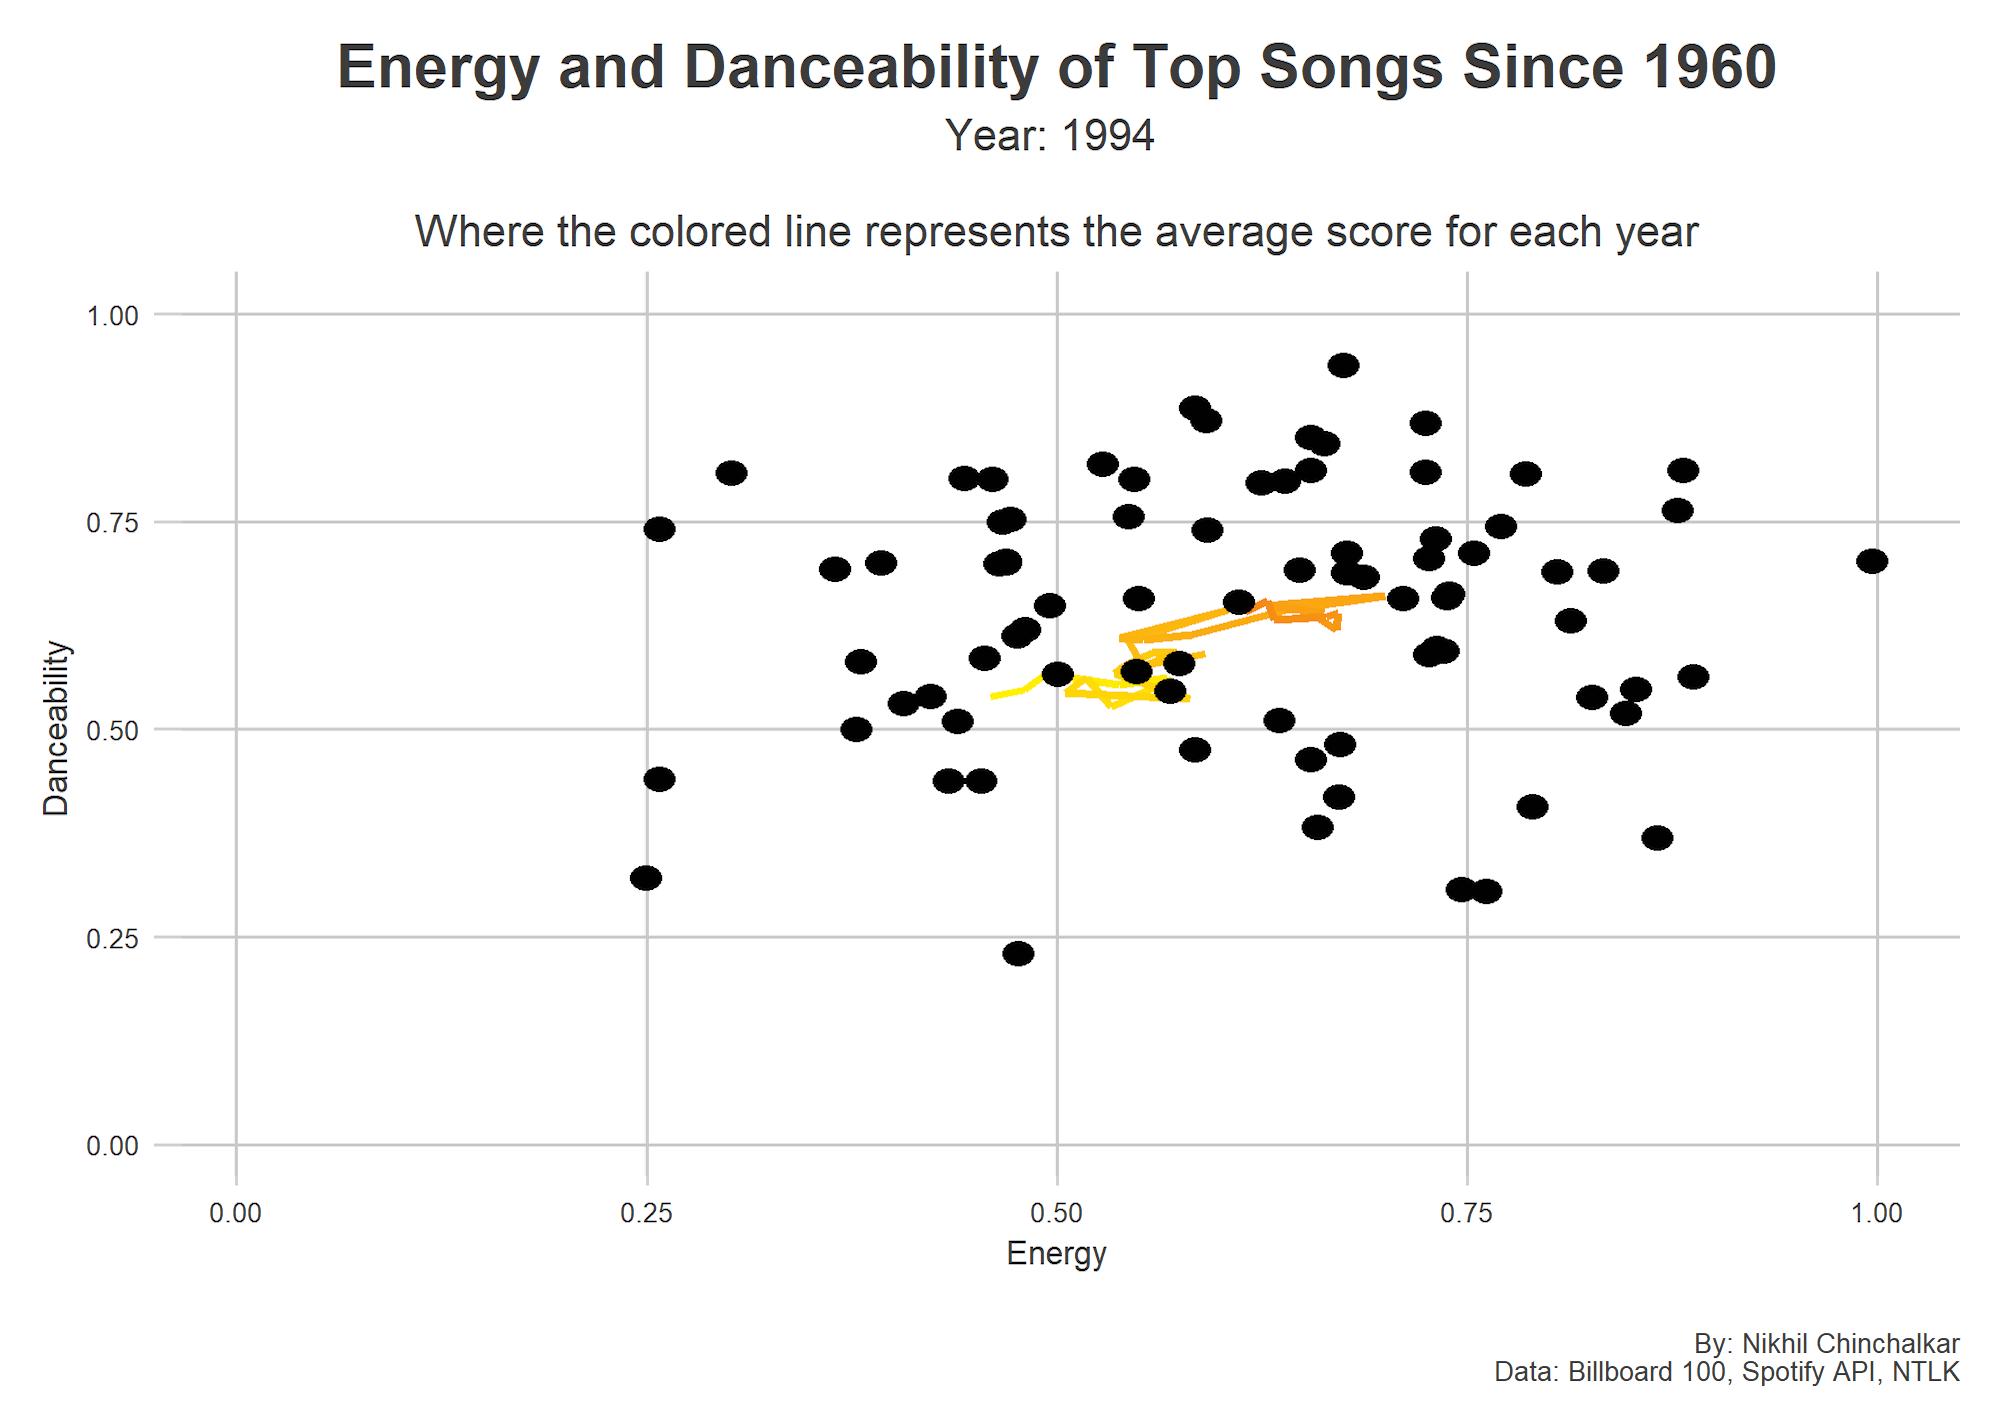 Energy and Danceability of Top Songs Since 1960
Year: 1994
Where the colored line represents the average score for each year
1.00
0.75
0.50
0.25
0.00
Danceability
0.00 0.25 0.50 0.75 1.00
Energy
By: Nikhil Chinchalkar
Data: Billboard 100, Spotify API, NTLK